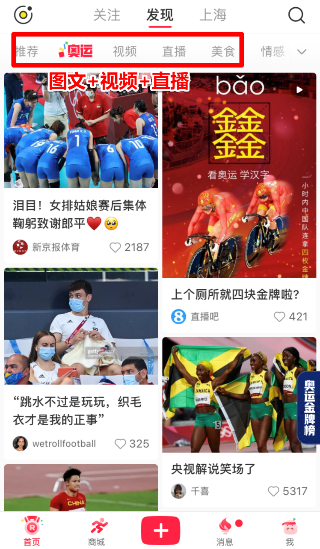 关注 发现 上海
推荐 奥运 视频 直播 美食 情感
图文+视频+直播
bǎo
鑫鑫
看奥运 学汉字
一小时内中国队连拿四枚金牌
泪目！女排姑娘赛后集体
鞠躬致谢郎平❤️🥺
新京报体育 2187
上个厕所就四块金牌啦?
直播吧 421
“跳水不过是玩玩，织毛
衣才是我的正事”
wetrollfootball 325
奥运金牌榜
央视解说笑场了
千喜 5317
CHINA
首页 商城 消息 我